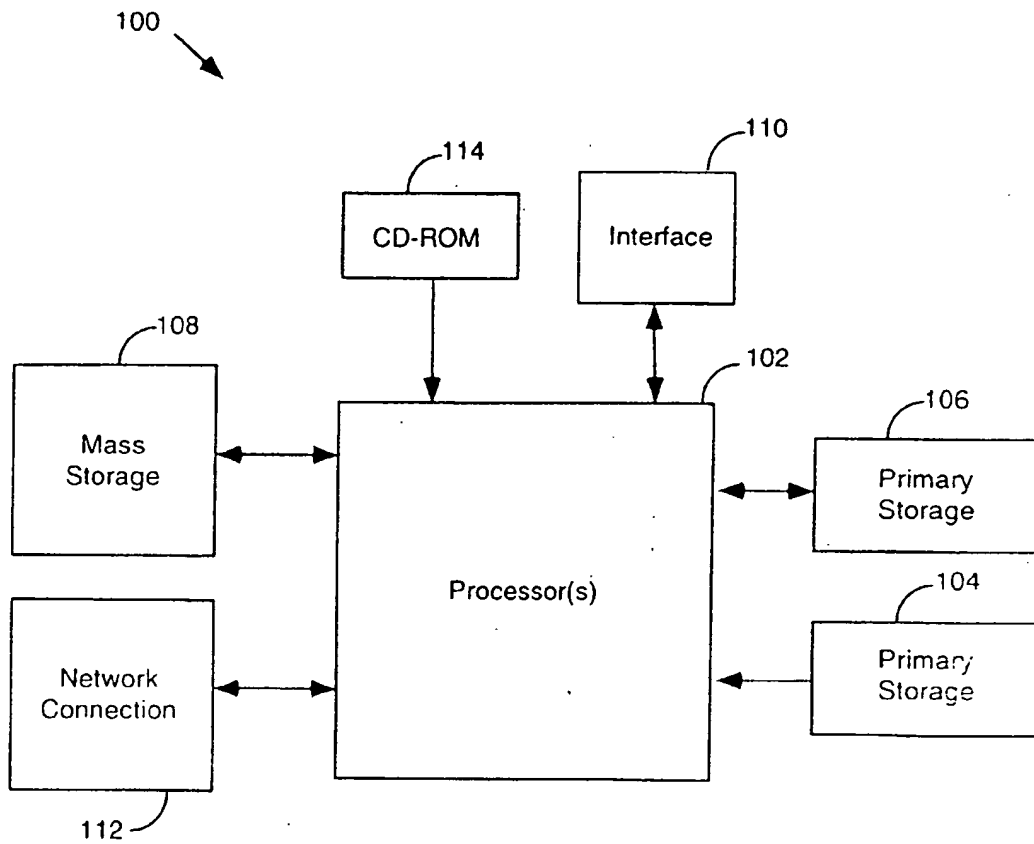 100
114
110
CD-ROM
Interface
108
102
106
Mass
Storage
Primary
Storage
Processor(s)
104
Network
Connection
Primary
Storage
112